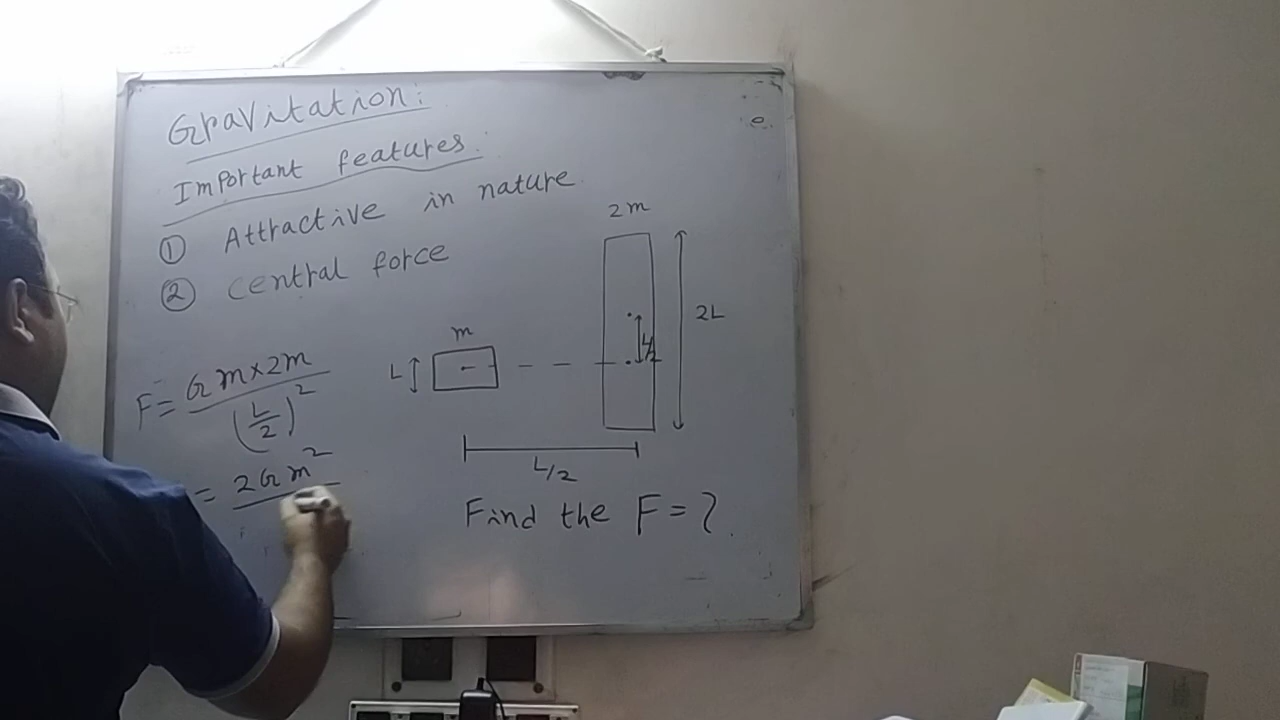 Gravitation:
Important features:
① Attractive in nature
② Central force
F = G m×2m
(L/2)²
= 2Gm²
2m
2L
L/2
m
L
L/2
Find the F = ?